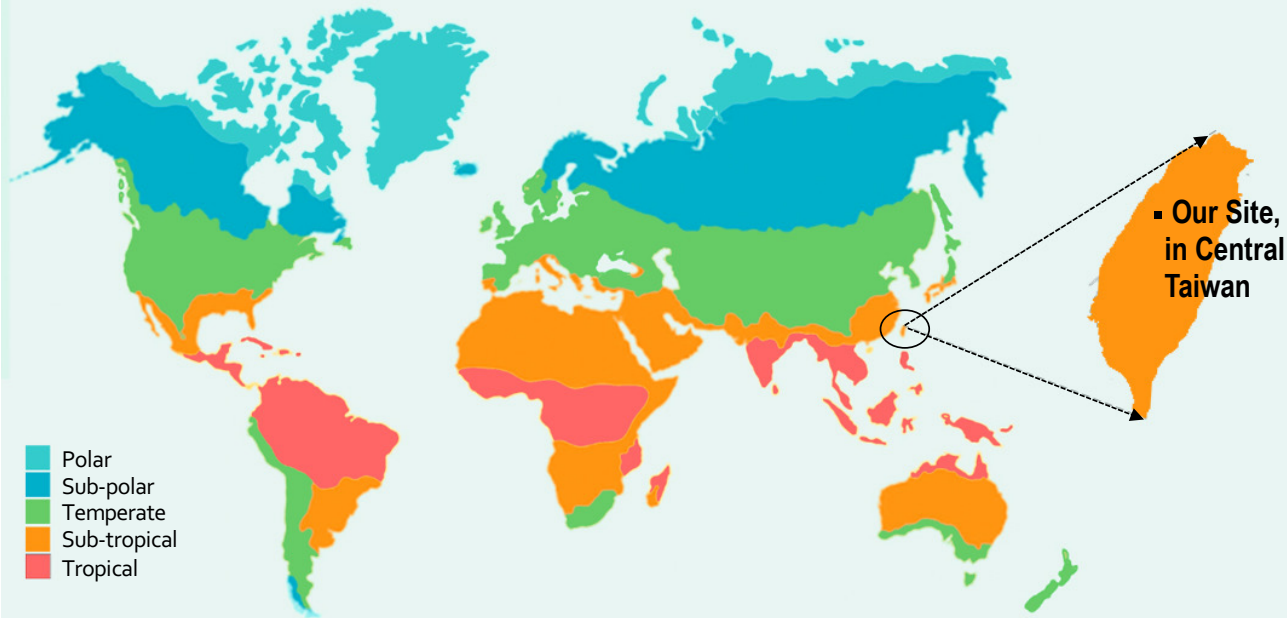 ▪ Our Site,
in Central
Taiwan
Polar
Sub-polar
Temperate
Sub-tropical
Tropical